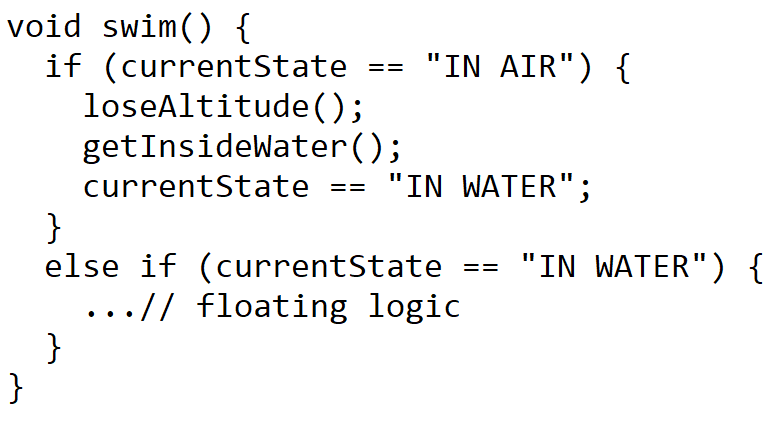 void swim() {
  if (currentState == "IN AIR") {
    loseAltitude();
    getInsideWater();
    currentState == "IN WATER";
  }
  else if (currentState == "IN WATER") {
    ...// floating logic
  }
}